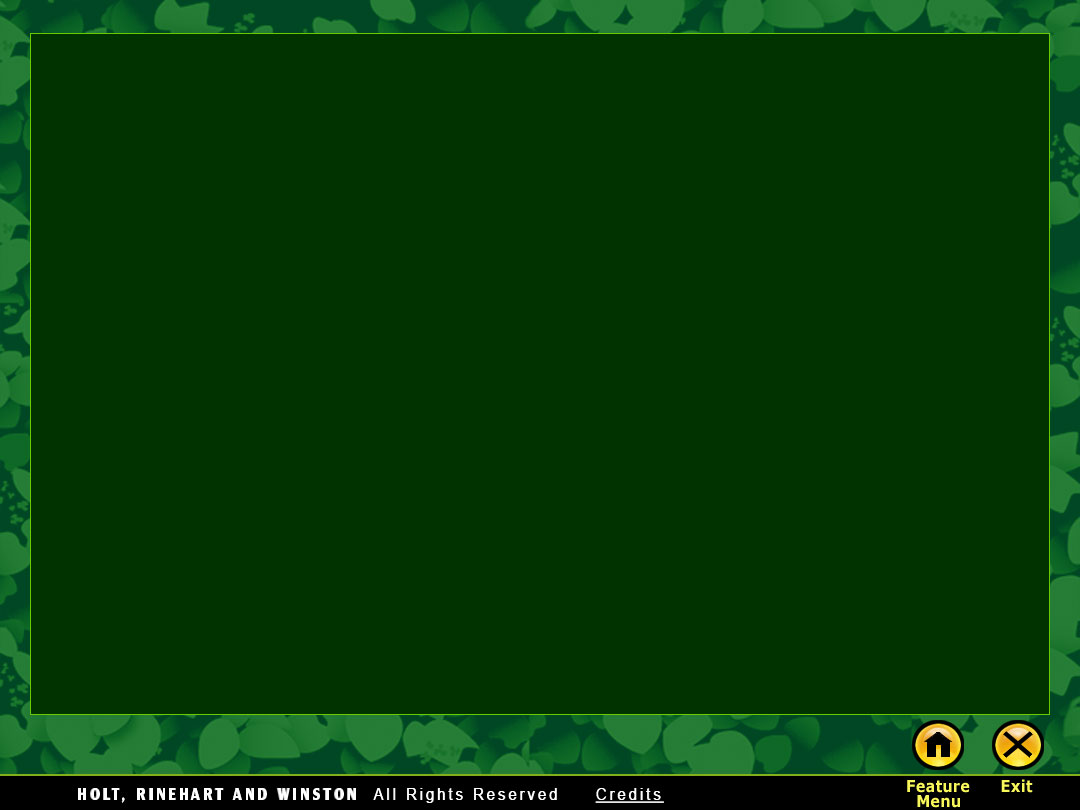 HOLT, RINEHART AND WINSTON All Rights Reserved Credits
Feature
Menu
Exit